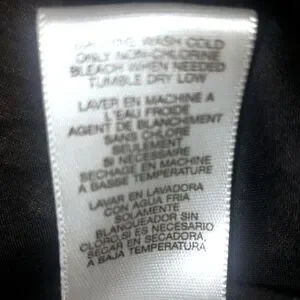 WASH COLD
ONLY NON-CHLORINE
BLEACH WHEN NEEDED
TUMBLE DRY LOW
LAVER EN MACHINE A
L'EAU FROIDE
AGENT DE BLANCHIMENT
SANS CHLORE
SEULEMENT
SI NECESSAIRE
SECHAGE EN MACHINE
A BASSE TEMPERATURE
LAVAR EN LAVADORA
CON AGUA FRIA
SOLAMENTE
BLANQUEADOR SIN
CLORO SI ES NECESARIO
SECAR EN SECADORA,
A BAJA TEMPERATURA